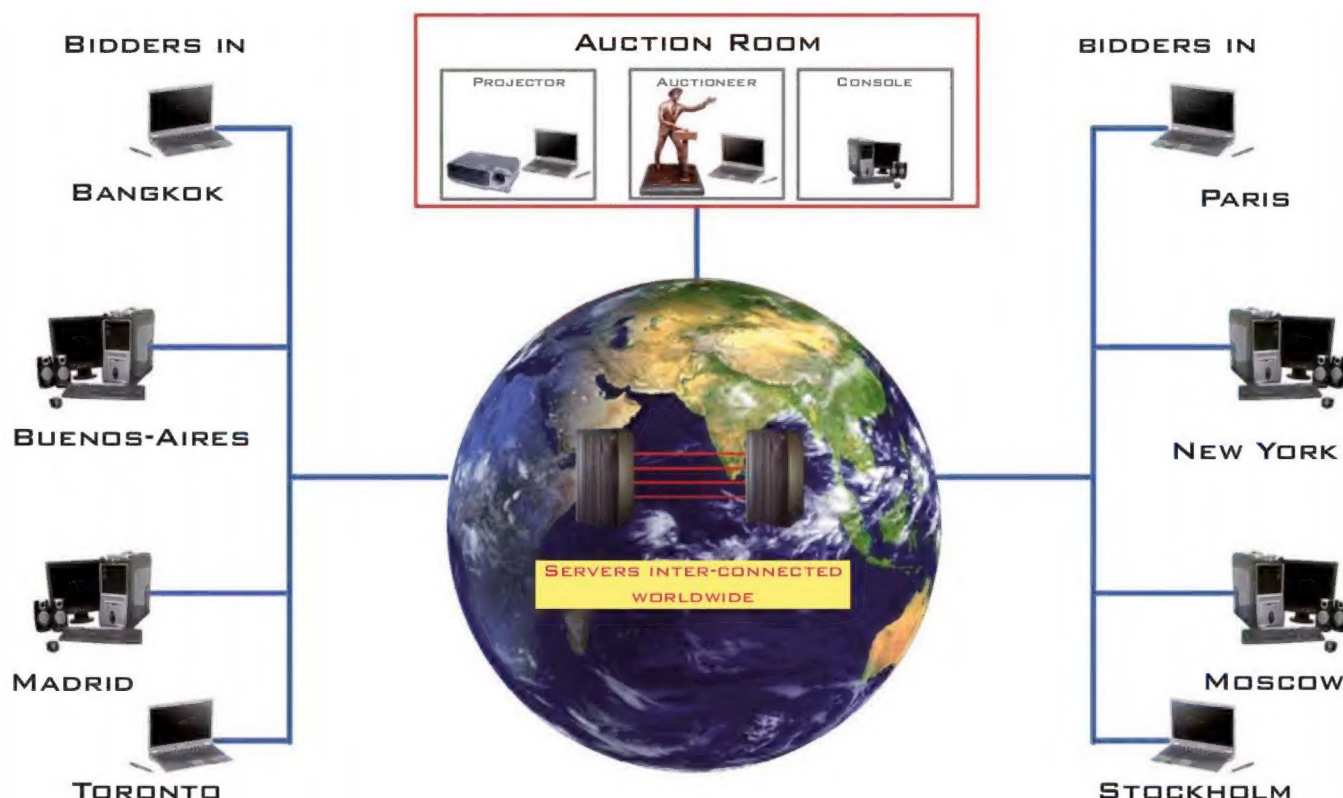 BIDDERS IN
BANGKOK
BUENOS-AIRES
MADRID
TORONTO
AUCTION ROOM
PROJECTOR
AUCTIONEER
CONSOLE
SERVERS INTER-CONNECTED
WORLDWIDE
BIDDERS IN
PARIS
NEW YORK
MOSCOW
STOCKHOLM